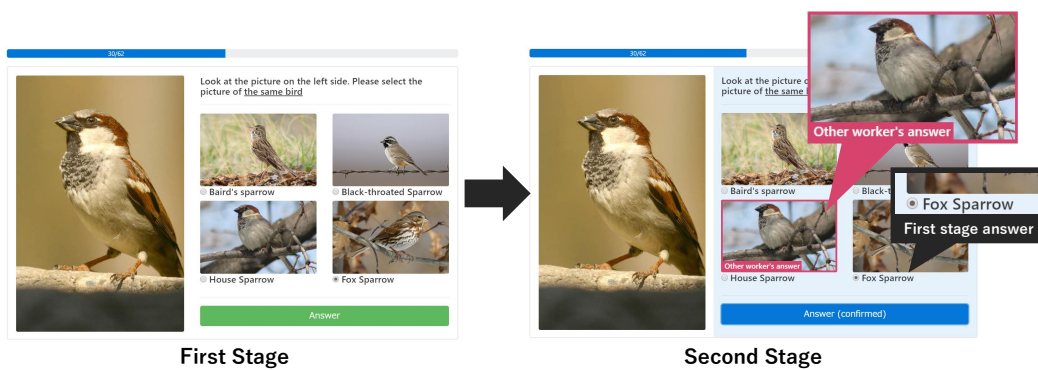 30/62
Look at the picture on the left side. Please select the
picture of the same bird
Baird's sparrow
Black-throated Sparrow
House Sparrow
Fox Sparrow
Answer
First Stage
30/62
Look at the picture
picture of the same
Other worker's answer
Baird's sparrow
Black-t
Fox Sparrow
First stage answer
Other worker's answer
House Sparrow
Fox Sparrow
Answer (confirmed)
Second Stage